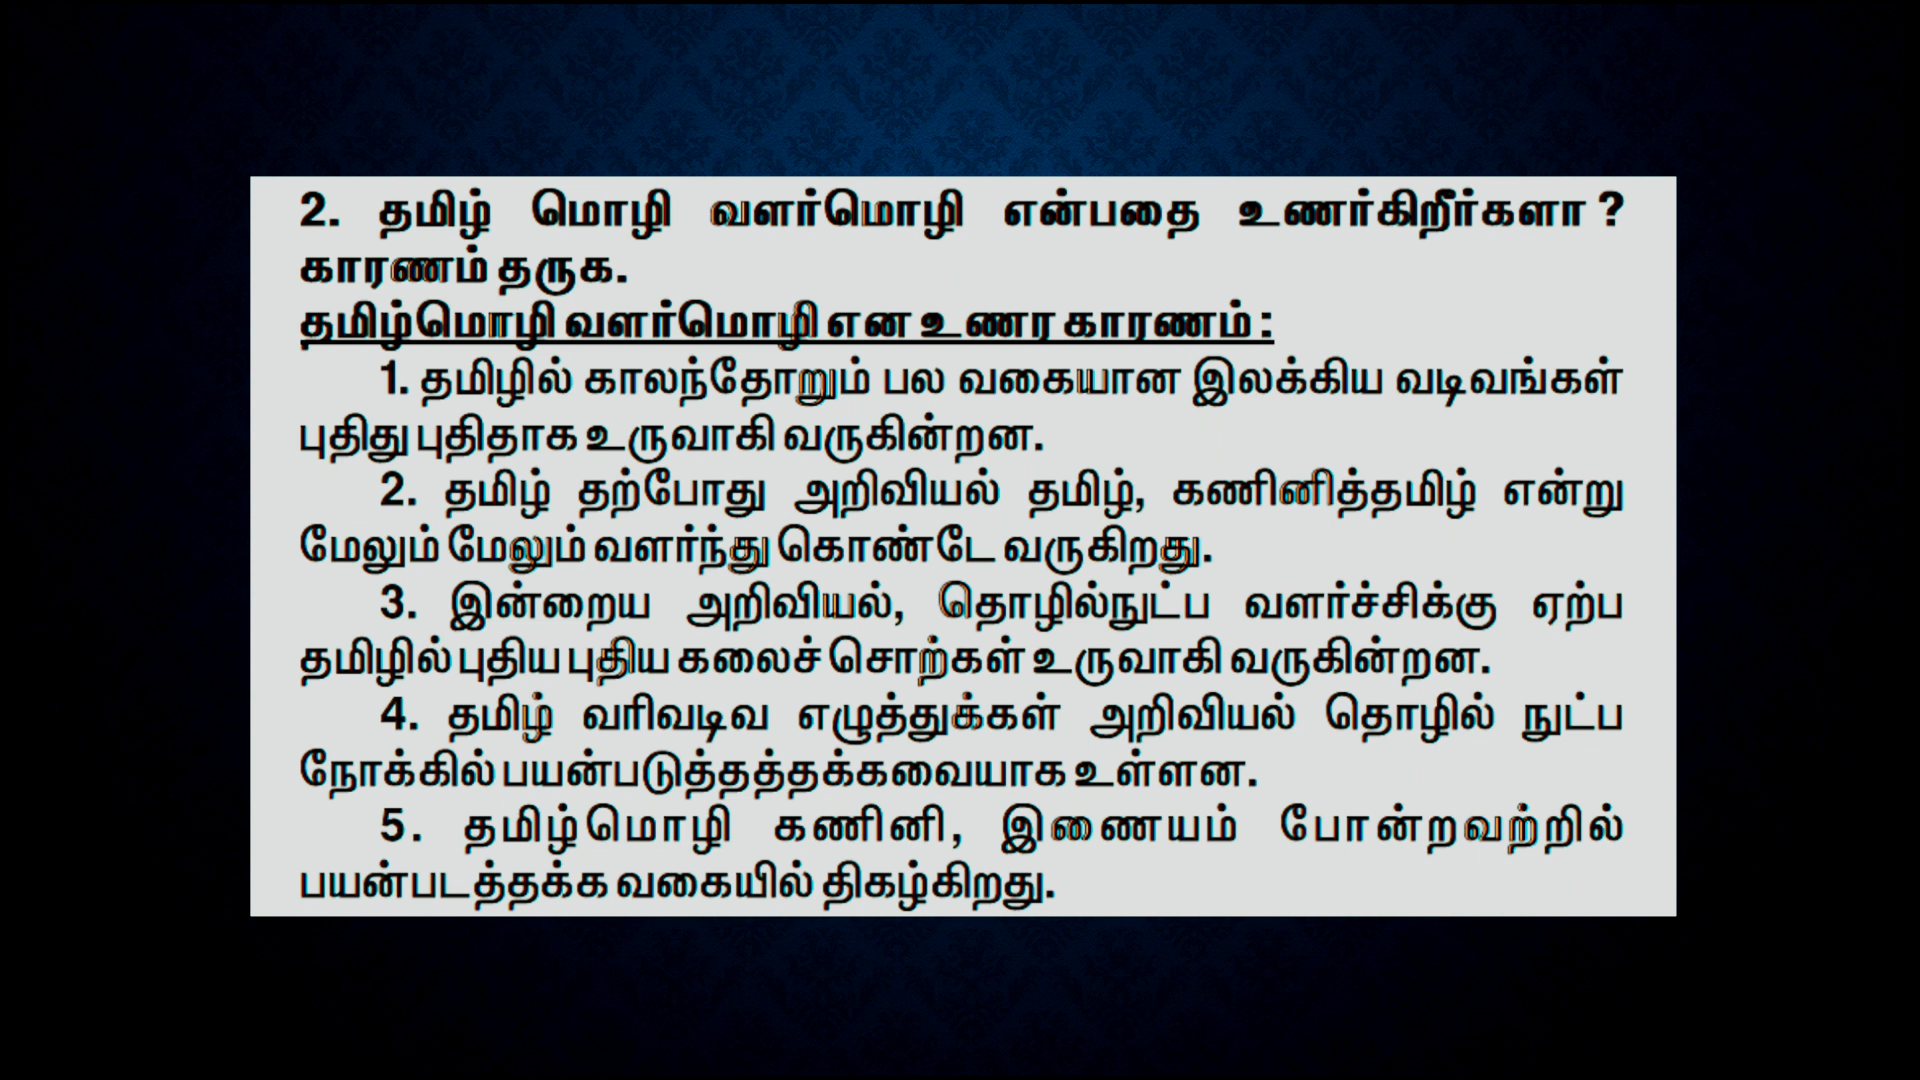 2. தமிழ் மொழி வளர்மொழி என்பதை உணர்கிறீர்களா ?
காரணம் தருக.
தமிழ்மொழி வளர்மொழி என உணர காரணம் :
1. தமிழில் காலந்தோறும் பல வகையான இலக்கிய வடிவங்கள்
புதிது புதிதாக உருவாகி வருகின்றன.
2. தமிழ் தற்போது அறிவியல் தமிழ், கணினித்தமிழ் என்று
மேலும் மேலும் வளர்ந்து கொண்டே வருகிறது.
3. இன்றைய அறிவியல், தொழில்நுட்ப வளர்ச்சிக்கு ஏற்ப
தமிழில் புதிய புதிய கலைச் சொற்கள் உருவாகி வருகின்றன.
4. தமிழ் வரிவடிவ எழுத்துக்கள் அறிவியல் தொழில் நுட்ப
நோக்கில் பயன்படுத்தத்தக்கவையாக உள்ளன.
5. தமிழ்மொழி கணினி, இணையம் போன்றவற்றில்
பயன்படத்தக்க வகையில் திகழ்கிறது.